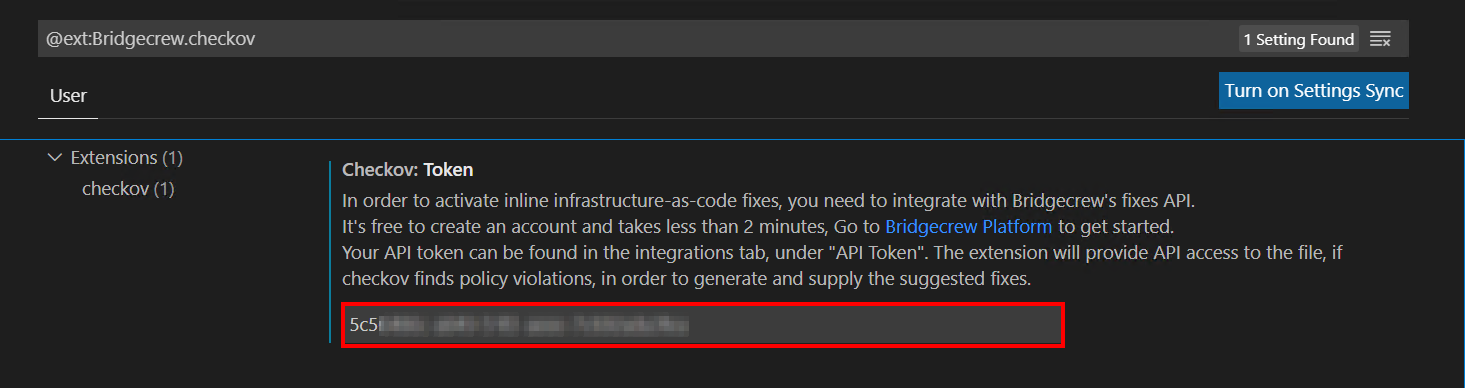 @ext:Bridgecrew.checkov
1 Setting Found
User
Turn on Settings Sync
Extensions (1)
checkov (1)
Checkov: Token
In order to activate inline infrastructure-as-code fixes, you need to integrate with Bridgecrew's fixes API.
It's free to create an account and takes less than 2 minutes, Go to Bridgecrew Platform to get started.
Your API token can be found in the integrations tab, under "API Token". The extension will provide API access to the file, if
checkov finds policy violations, in order to generate and supply the suggested fixes.
5c5